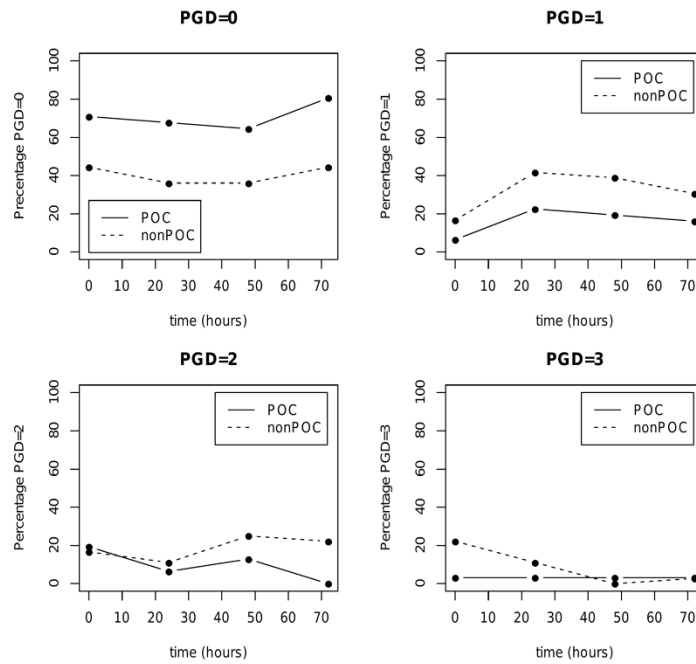 PGD=0
Precentage PGD=0
100
80
60
40
20
0
POC
nonPOC
0 10 20 30 40 50 60 70
time (hours)
PGD=1
Percentage PGD=1
100
80
60
40
20
0
POC
nonPOC
0 10 20 30 40 50 60 70
time (hours)
PGD=2
Percentage PGD=2
100
80
60
40
20
0
POC
nonPOC
0 10 20 30 40 50 60 70
time (hours)
PGD=3
Percentage PGD=3
100
80
60
40
20
0
POC
nonPOC
0 10 20 30 40 50 60 70
time (hours)